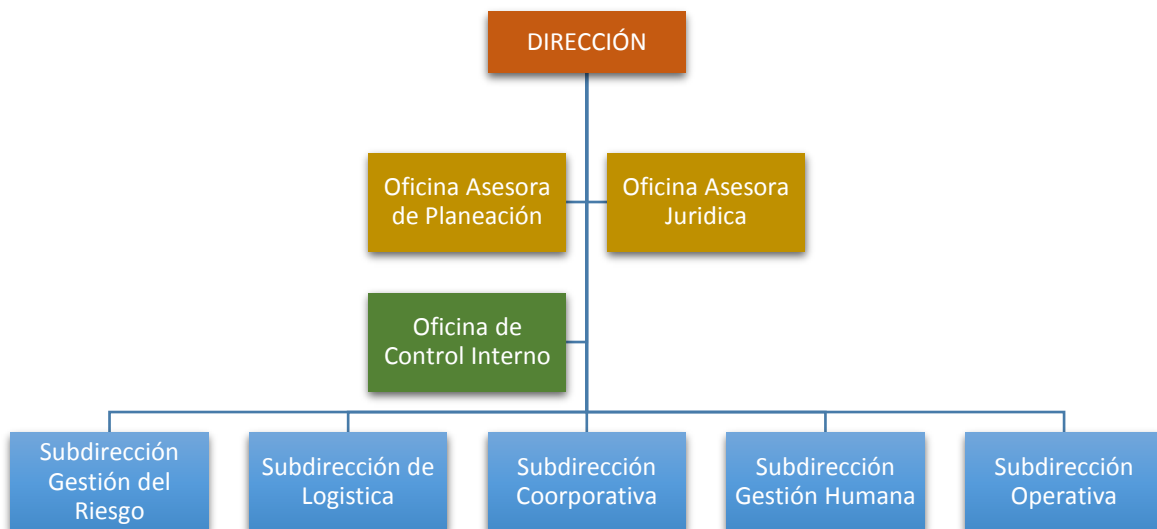 DIRECCIÓN
Oficina Asesora
de Planeación
Oficina Asesora
Juridica
Oficina de
Control Interno
Subdirección
Gestión del
Riesgo
Subdirección de
Logistica
Subdirección
Coorporativa
Subdirección
Gestión Humana
Subdirección
Operativa